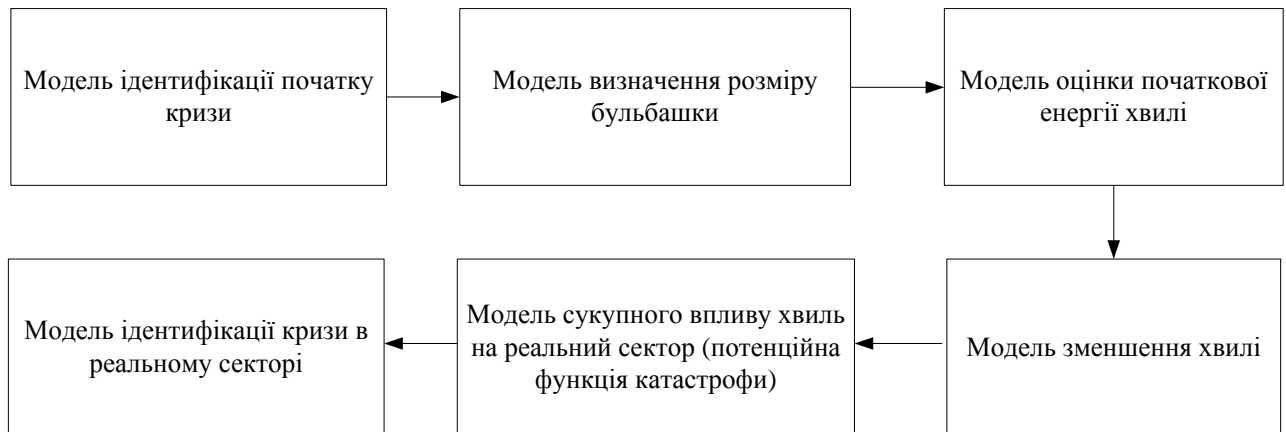 Модель ідентифікації початку
кризи
Модель визначення розміру
бульбашки
Модель оцінки початкової
енергії хвилі
Модель ідентифікації кризи в
реальному секторі
Модель сукупного впливу хвиль
на реальний сектор (потенційна
функція катастрофи)
Модель зменшення хвилі